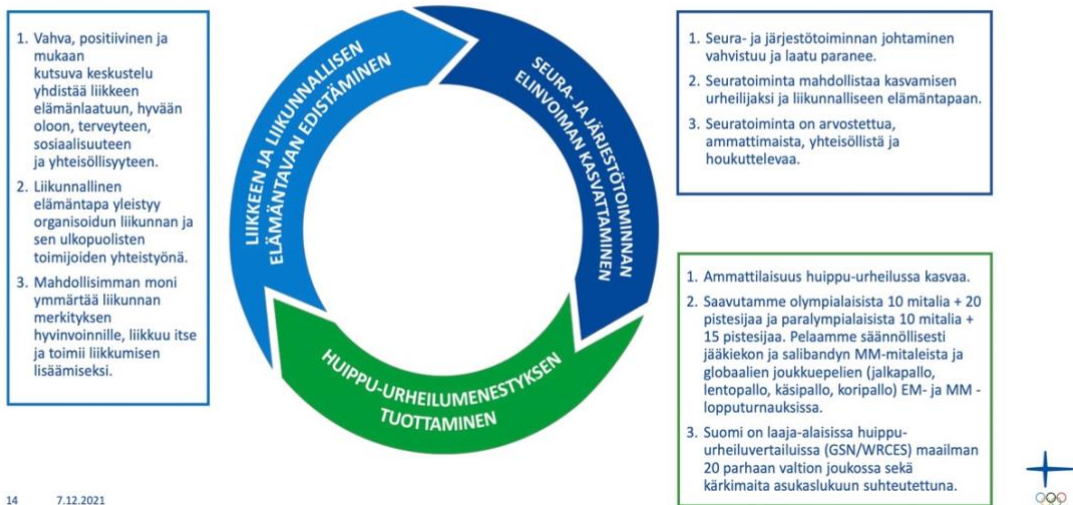 1. Vahva, positiivinen ja
mukaan
kutsuva keskustelu
yhdistää liikkeen
elämänlaatuun, hyvään
oloon, terveyteen,
sosiaalisuuteen
ja yhteisöllisyyteen.
2. Liikunnallinen
elämäntapa yleistyy
organisoidun liikunnan ja
sen ulkopuolisten
toimijoiden yhteistyönä.
3. Mahdollisimman moni
ymmärtää liikunnan
merkityksen
hyvinvoinnille, liikkuu itse
ja toimii liikkumisen
lisäämiseksi.
LIIKKEEN JA LIIKUNNALLISEN
ELÄMÄNTAVAN EDISTÄMINEN
SEURA- JA JÄRJESTÖTOIMINNAN
ELINVOIMAN KASVATTAMINEN
HUIPPU-URHEILUMENESTYKSEN
TUOTTAMINEN
1. Seura- ja järjestötoiminnan johtaminen
vahvistuu ja laatu paranee.
2. Seuratoiminta mahdollistaa kasvamisen
urheilijaksi ja liikunnalliseen elämäntapaan.
3. Seuratoiminta on arvostettua,
ammattimaista, yhteisöllistä ja
houkuttelevaa.
1. Ammattilaisuus huippu-urheilussa kasvaa.
2. Saavutamme olympialaisista 10 mitalia + 20
pistesijaa ja paralympialaisista 10 mitalia +
15 pistesijaa. Pelaamme säännöllisesti
jääkiekon ja salibandyn MM-mitaleista ja
globaalien joukkuepelien (jalkapallo,
lentopallo, käsipallo, koripallo) EM- ja MM -
lopputurnauksissa.
3. Suomi on laaja-alaisissa huippu-
urheiluvertailuissa (GSN/WRCES) maailman
20 parhaan valtion joukossa sekä
kärkimaita asukaslukuun suhteutettuna.
14 7.12.2021